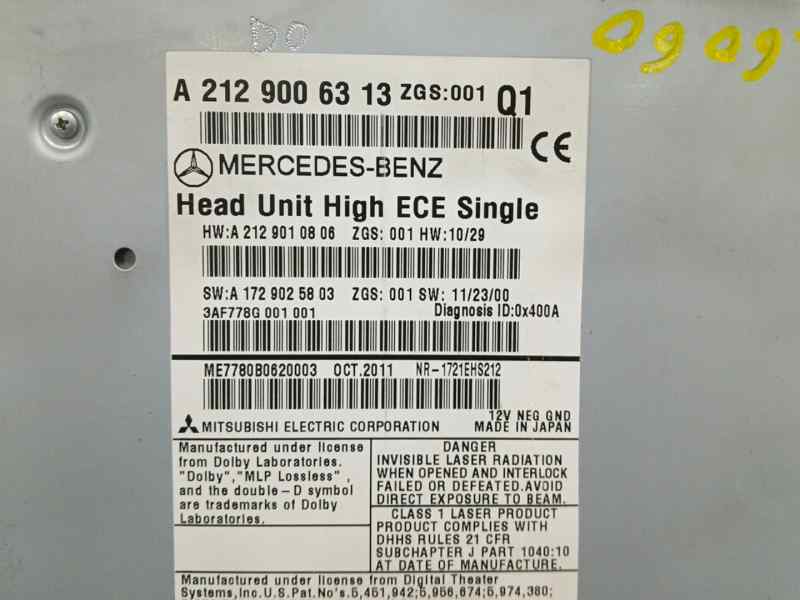 DO
A 212 900 63 13 ZGS:001 Q1
CE
MERCEDES-BENZ
Head Unit High ECE Single
HW:A 212 901 08 06 ZGS: 001 HW:10/29
SW:A 172 902 58 03 ZGS: 001 SW: 11/23/00
3AF778G 001 001 Diagnosis ID:0x400A
ME7780B0620003 OCT.2011 NR-1721EHS212
MITSUBISHI ELECTRIC CORPORATION
12V NEG GND
MADE IN JAPAN
Manufactured under license
from Dolby Laboratories.
"Dolby","MLP Lossless",
and the double-D symbol
are trademarks of Dolby
Laboratories.
DANGER
INVISIBLE LASER RADIATION
WHEN OPENED AND INTERLOCK
FAILED OR DEFEATED.AVOID
DIRECT EXPOSURE TO BEAM.
CLASS 1 LASER PRODUCT
PRODUCT COMPLIES WITH
DHHS RULES 21 CFR
SUBCHAPTER J PART 1040:10
AT DATE OF MANUFACTURE.
Manufactured under license from Digital Theater
Systems,Inc.U.S.Pat.No's.5,451,942;5,956,674;5,974,380;